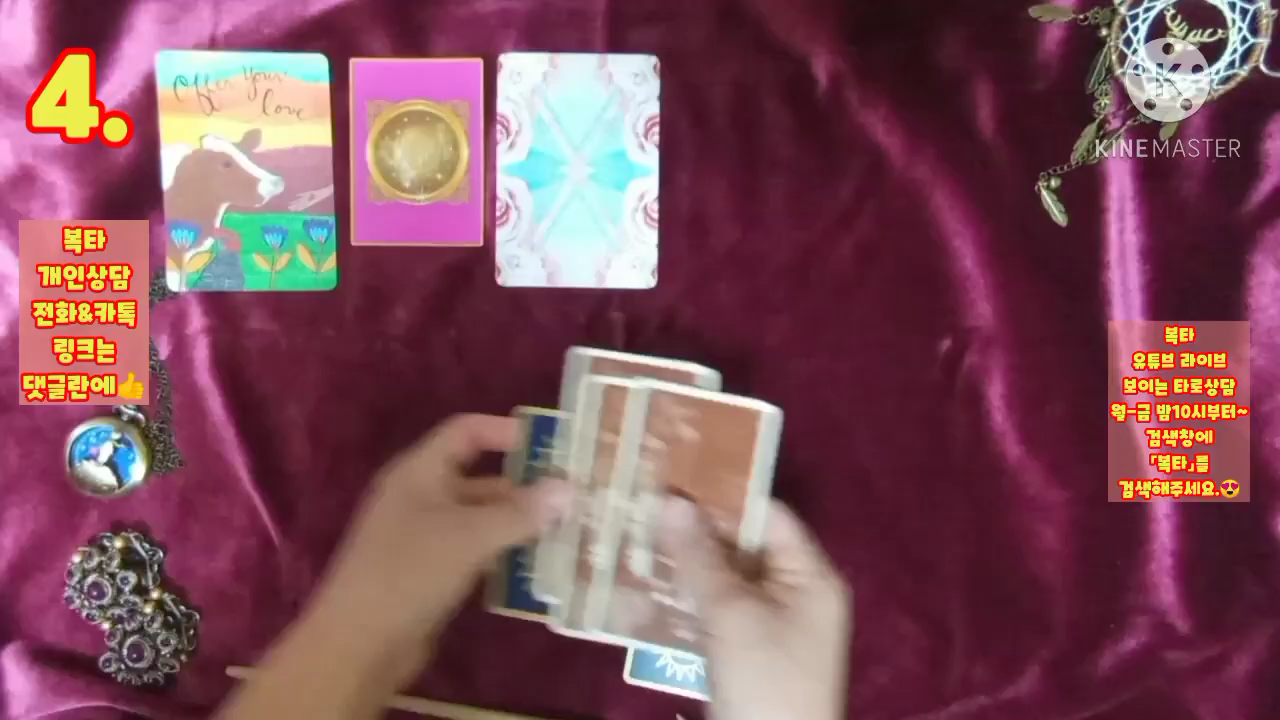 4.
Offer Your
Love
복타
개인상담
전화&카톡
링크는
댓글란에👍
KINEMASTER
복타
유튜브 라이브
보이는 타로상담
월-금 밤10시부터~
검색창에
「복타」를
검색해주세요.😍